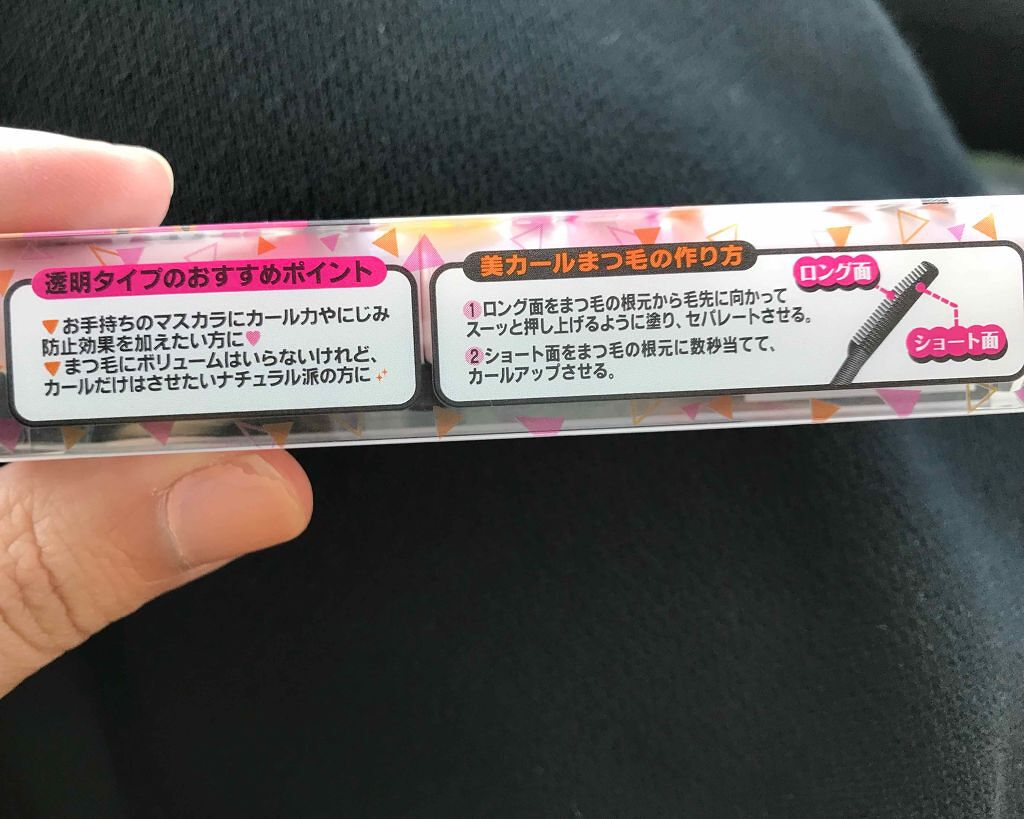 透明タイプのおすすめポイント
▼お手持ちのマスカラにカール力やにじみ
防止効果を加えたい方に♥
▼まつ毛にボリュームはいらないけれど、
カールだけはさせたいナチュラル派の方に
美カールまつ毛の作り方
①ロング面をまつ毛の根元から毛先に向かって
スーッと押し上げるように塗り、セパレートさせる。
②ショート面をまつ毛の根元に数秒当てて、
カールアップさせる。
ロング面
ショート面